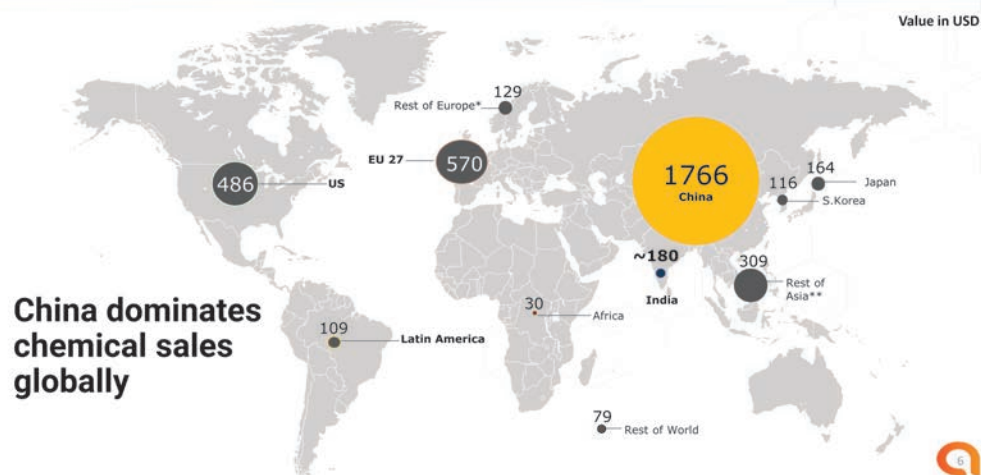 Value in USD
129
Rest of Europe*
EU 27
570
486
US
1766
China
116
164
Japan
S.Korea
~180
India
309
Rest of
Asia**
30
Africa
China dominates
chemical sales
globally
109
Latin America
79
Rest of World
6